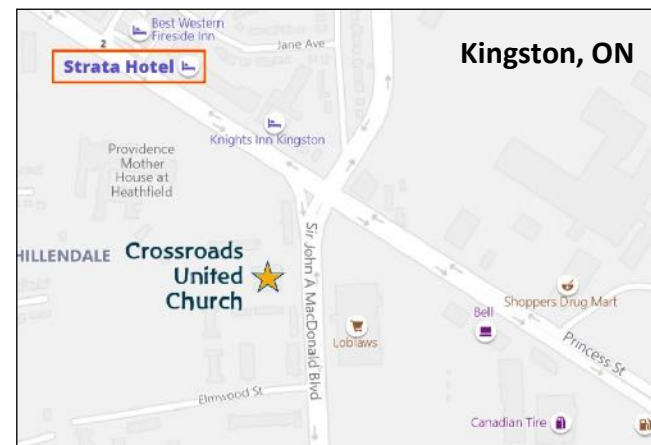 Best Western
Fireside Inn
2
Strata Hotel
Jane Ave
Kingston, ON
Knights Inn Kingston
Providence
Mother
House at
Heathfield
HILLENDALE
Crossroads
United
Church
Sir John A MacDonald Blvd
Shoppers Drug Mart
Bell
Loblaws
Princess St
Elmwood St
Canadian Tire